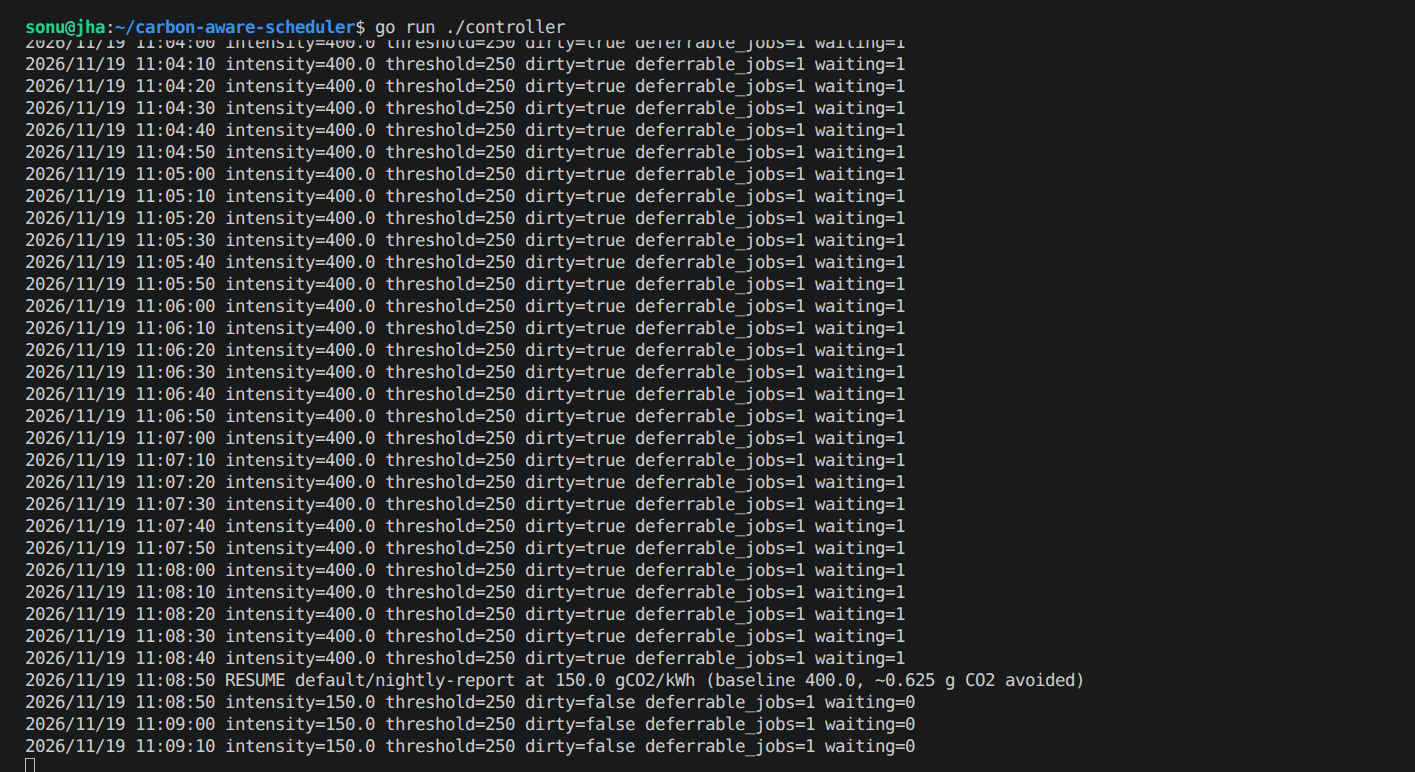 sonu@jha:~/carbon-aware-scheduler$ go run ./controller
2026/11/19 11:04:00 intensity=400.0 threshold=250 dirty=true deferrable_jobs=1 waiting=1
2026/11/19 11:04:10 intensity=400.0 threshold=250 dirty=true deferrable_jobs=1 waiting=1
2026/11/19 11:04:20 intensity=400.0 threshold=250 dirty=true deferrable_jobs=1 waiting=1
2026/11/19 11:04:30 intensity=400.0 threshold=250 dirty=true deferrable_jobs=1 waiting=1
2026/11/19 11:04:40 intensity=400.0 threshold=250 dirty=true deferrable_jobs=1 waiting=1
2026/11/19 11:04:50 intensity=400.0 threshold=250 dirty=true deferrable_jobs=1 waiting=1
2026/11/19 11:05:00 intensity=400.0 threshold=250 dirty=true deferrable_jobs=1 waiting=1
2026/11/19 11:05:10 intensity=400.0 threshold=250 dirty=true deferrable_jobs=1 waiting=1
2026/11/19 11:05:20 intensity=400.0 threshold=250 dirty=true deferrable_jobs=1 waiting=1
2026/11/19 11:05:30 intensity=400.0 threshold=250 dirty=true deferrable_jobs=1 waiting=1
2026/11/19 11:05:40 intensity=400.0 threshold=250 dirty=true deferrable_jobs=1 waiting=1
2026/11/19 11:05:50 intensity=400.0 threshold=250 dirty=true deferrable_jobs=1 waiting=1
2026/11/19 11:06:00 intensity=400.0 threshold=250 dirty=true deferrable_jobs=1 waiting=1
2026/11/19 11:06:10 intensity=400.0 threshold=250 dirty=true deferrable_jobs=1 waiting=1
2026/11/19 11:06:20 intensity=400.0 threshold=250 dirty=true deferrable_jobs=1 waiting=1
2026/11/19 11:06:30 intensity=400.0 threshold=250 dirty=true deferrable_jobs=1 waiting=1
2026/11/19 11:06:40 intensity=400.0 threshold=250 dirty=true deferrable_jobs=1 waiting=1
2026/11/19 11:06:50 intensity=400.0 threshold=250 dirty=true deferrable_jobs=1 waiting=1
2026/11/19 11:07:00 intensity=400.0 threshold=250 dirty=true deferrable_jobs=1 waiting=1
2026/11/19 11:07:10 intensity=400.0 threshold=250 dirty=true deferrable_jobs=1 waiting=1
2026/11/19 11:07:20 intensity=400.0 threshold=250 dirty=true deferrable_jobs=1 waiting=1
2026/11/19 11:07:30 intensity=400.0 threshold=250 dirty=true deferrable_jobs=1 waiting=1
2026/11/19 11:07:40 intensity=400.0 threshold=250 dirty=true deferrable_jobs=1 waiting=1
2026/11/19 11:07:50 intensity=400.0 threshold=250 dirty=true deferrable_jobs=1 waiting=1
2026/11/19 11:08:00 intensity=400.0 threshold=250 dirty=true deferrable_jobs=1 waiting=1
2026/11/19 11:08:10 intensity=400.0 threshold=250 dirty=true deferrable_jobs=1 waiting=1
2026/11/19 11:08:20 intensity=400.0 threshold=250 dirty=true deferrable_jobs=1 waiting=1
2026/11/19 11:08:30 intensity=400.0 threshold=250 dirty=true deferrable_jobs=1 waiting=1
2026/11/19 11:08:40 intensity=400.0 threshold=250 dirty=true deferrable_jobs=1 waiting=1
2026/11/19 11:08:50 RESUME default/nightly-report at 150.0 gCO2/kWh (baseline 400.0, ~0.625 g CO2 avoided)
2026/11/19 11:08:50 intensity=150.0 threshold=250 dirty=false deferrable_jobs=1 waiting=0
2026/11/19 11:09:00 intensity=150.0 threshold=250 dirty=false deferrable_jobs=1 waiting=0
2026/11/19 11:09:10 intensity=150.0 threshold=250 dirty=false deferrable_jobs=1 waiting=0